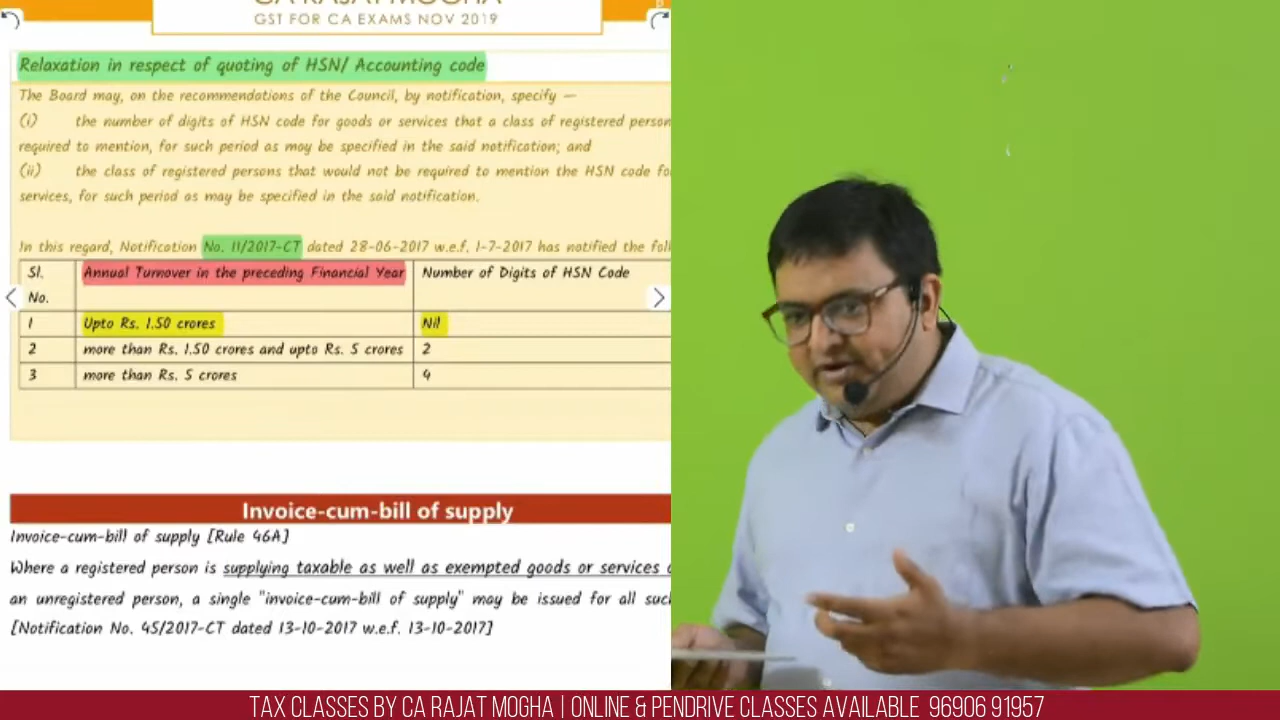 CA RAJAT MOGHA
GST FOR CA EXAMS NOV 2019
Relaxation in respect of quoting of HSN/ Accounting code
The Board may, on the recommendations of the Council, by notification, specify —
(i) the number of digits of HSN code for goods or services that a class of registered person
required to mention, for such period as may be specified in the said notification; and
(ii) the class of registered persons that would not be required to mention the HSN code
services, for such period as may be specified in the said notification.
In this regard, Notification No. 11/2017-CT dated 28-06-2017 w.e.f. 1-7-2017 has notified the
Sl. No. Annual Turnover in the preceding Financial Year Number of Digits of HSN Code
1 Upto Rs. 1.50 crores Nil
2 more than Rs. 1.50 crores and upto Rs. 5 crores 2
3 more than Rs. 5 crores 4
Invoice-cum-bill of supply
Invoice-cum-bill of supply [Rule 46A]
Where a registered person is supplying taxable as well as exempted goods or services
an unregistered person, a single "invoice-cum-bill of supply" may be issued for all
[Notification No. 45/2017-CT dated 13-10-2017 w.e.f. 13-10-2017]
TAX CLASSES BY CA RAJAT MOGHA | ONLINE & PENDRIVE CLASSES AVAILABLE 96906 91957